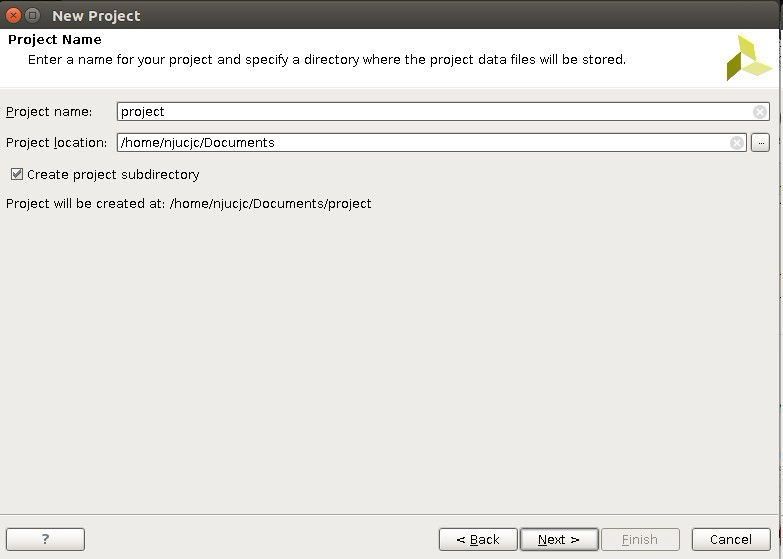 New Project
Project Name
Enter a name for your project and specify a directory where the project data files will be stored.
Project name: project
Project location: /home/njucjc/Documents ...
Create project subdirectory
Project will be created at: /home/njucjc/Documents/project
? < Back Next > Finish Cancel